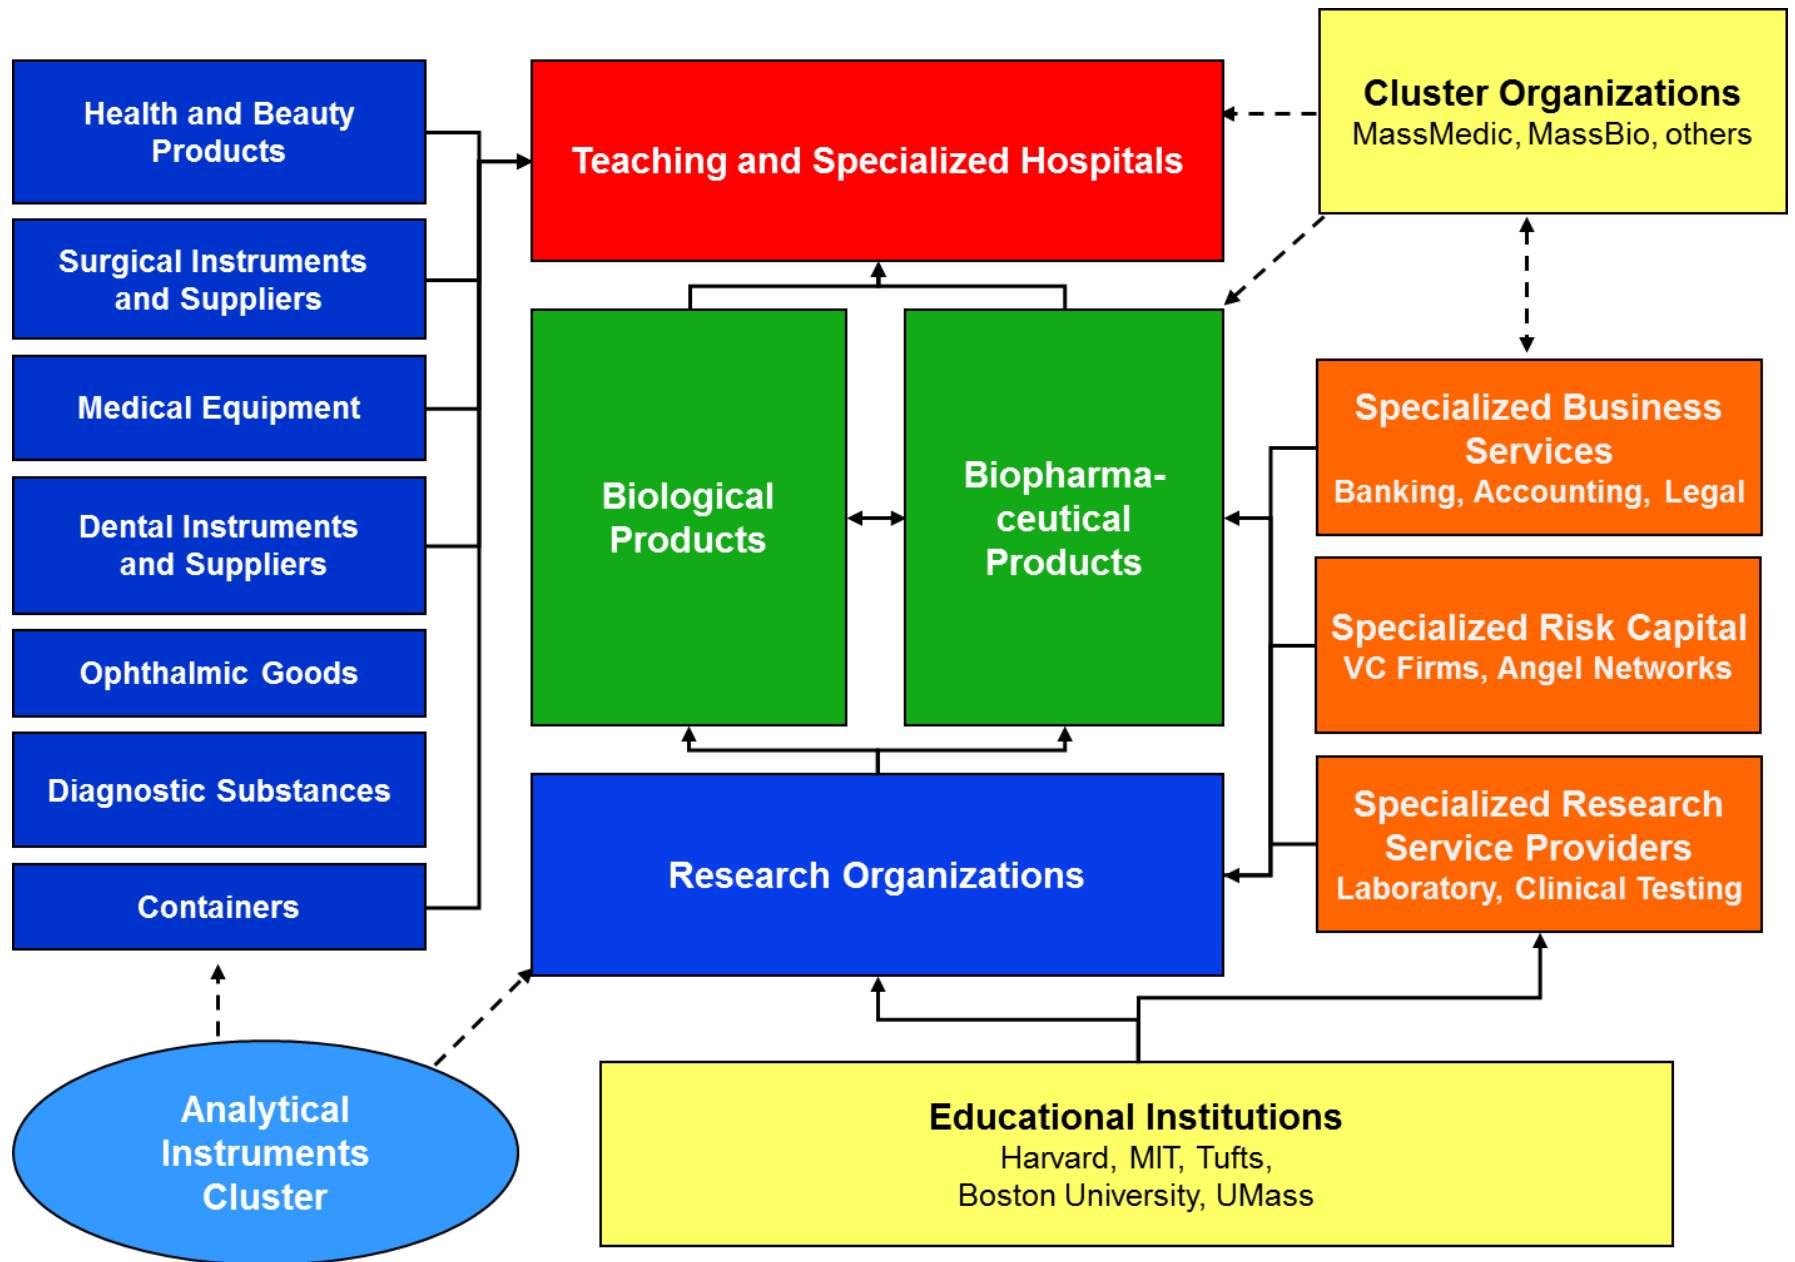 Health and Beauty
Products
Surgical Instruments
and Suppliers
Medical Equipment
Dental Instruments
and Suppliers
Ophthalmic Goods
Diagnostic Substances
Containers
Analytical
Instruments
Cluster
Teaching and Specialized Hospitals
Biological
Products
Biopharma-
ceutical
Products
Research Organizations
Educational Institutions
Harvard, MIT, Tufts,
Boston University, UMass
Cluster Organizations
MassMedic, MassBio, others
Specialized Business
Services
Banking, Accounting, Legal
Specialized Risk Capital
VC Firms, Angel Networks
Specialized Research
Service Providers
Laboratory, Clinical Testing